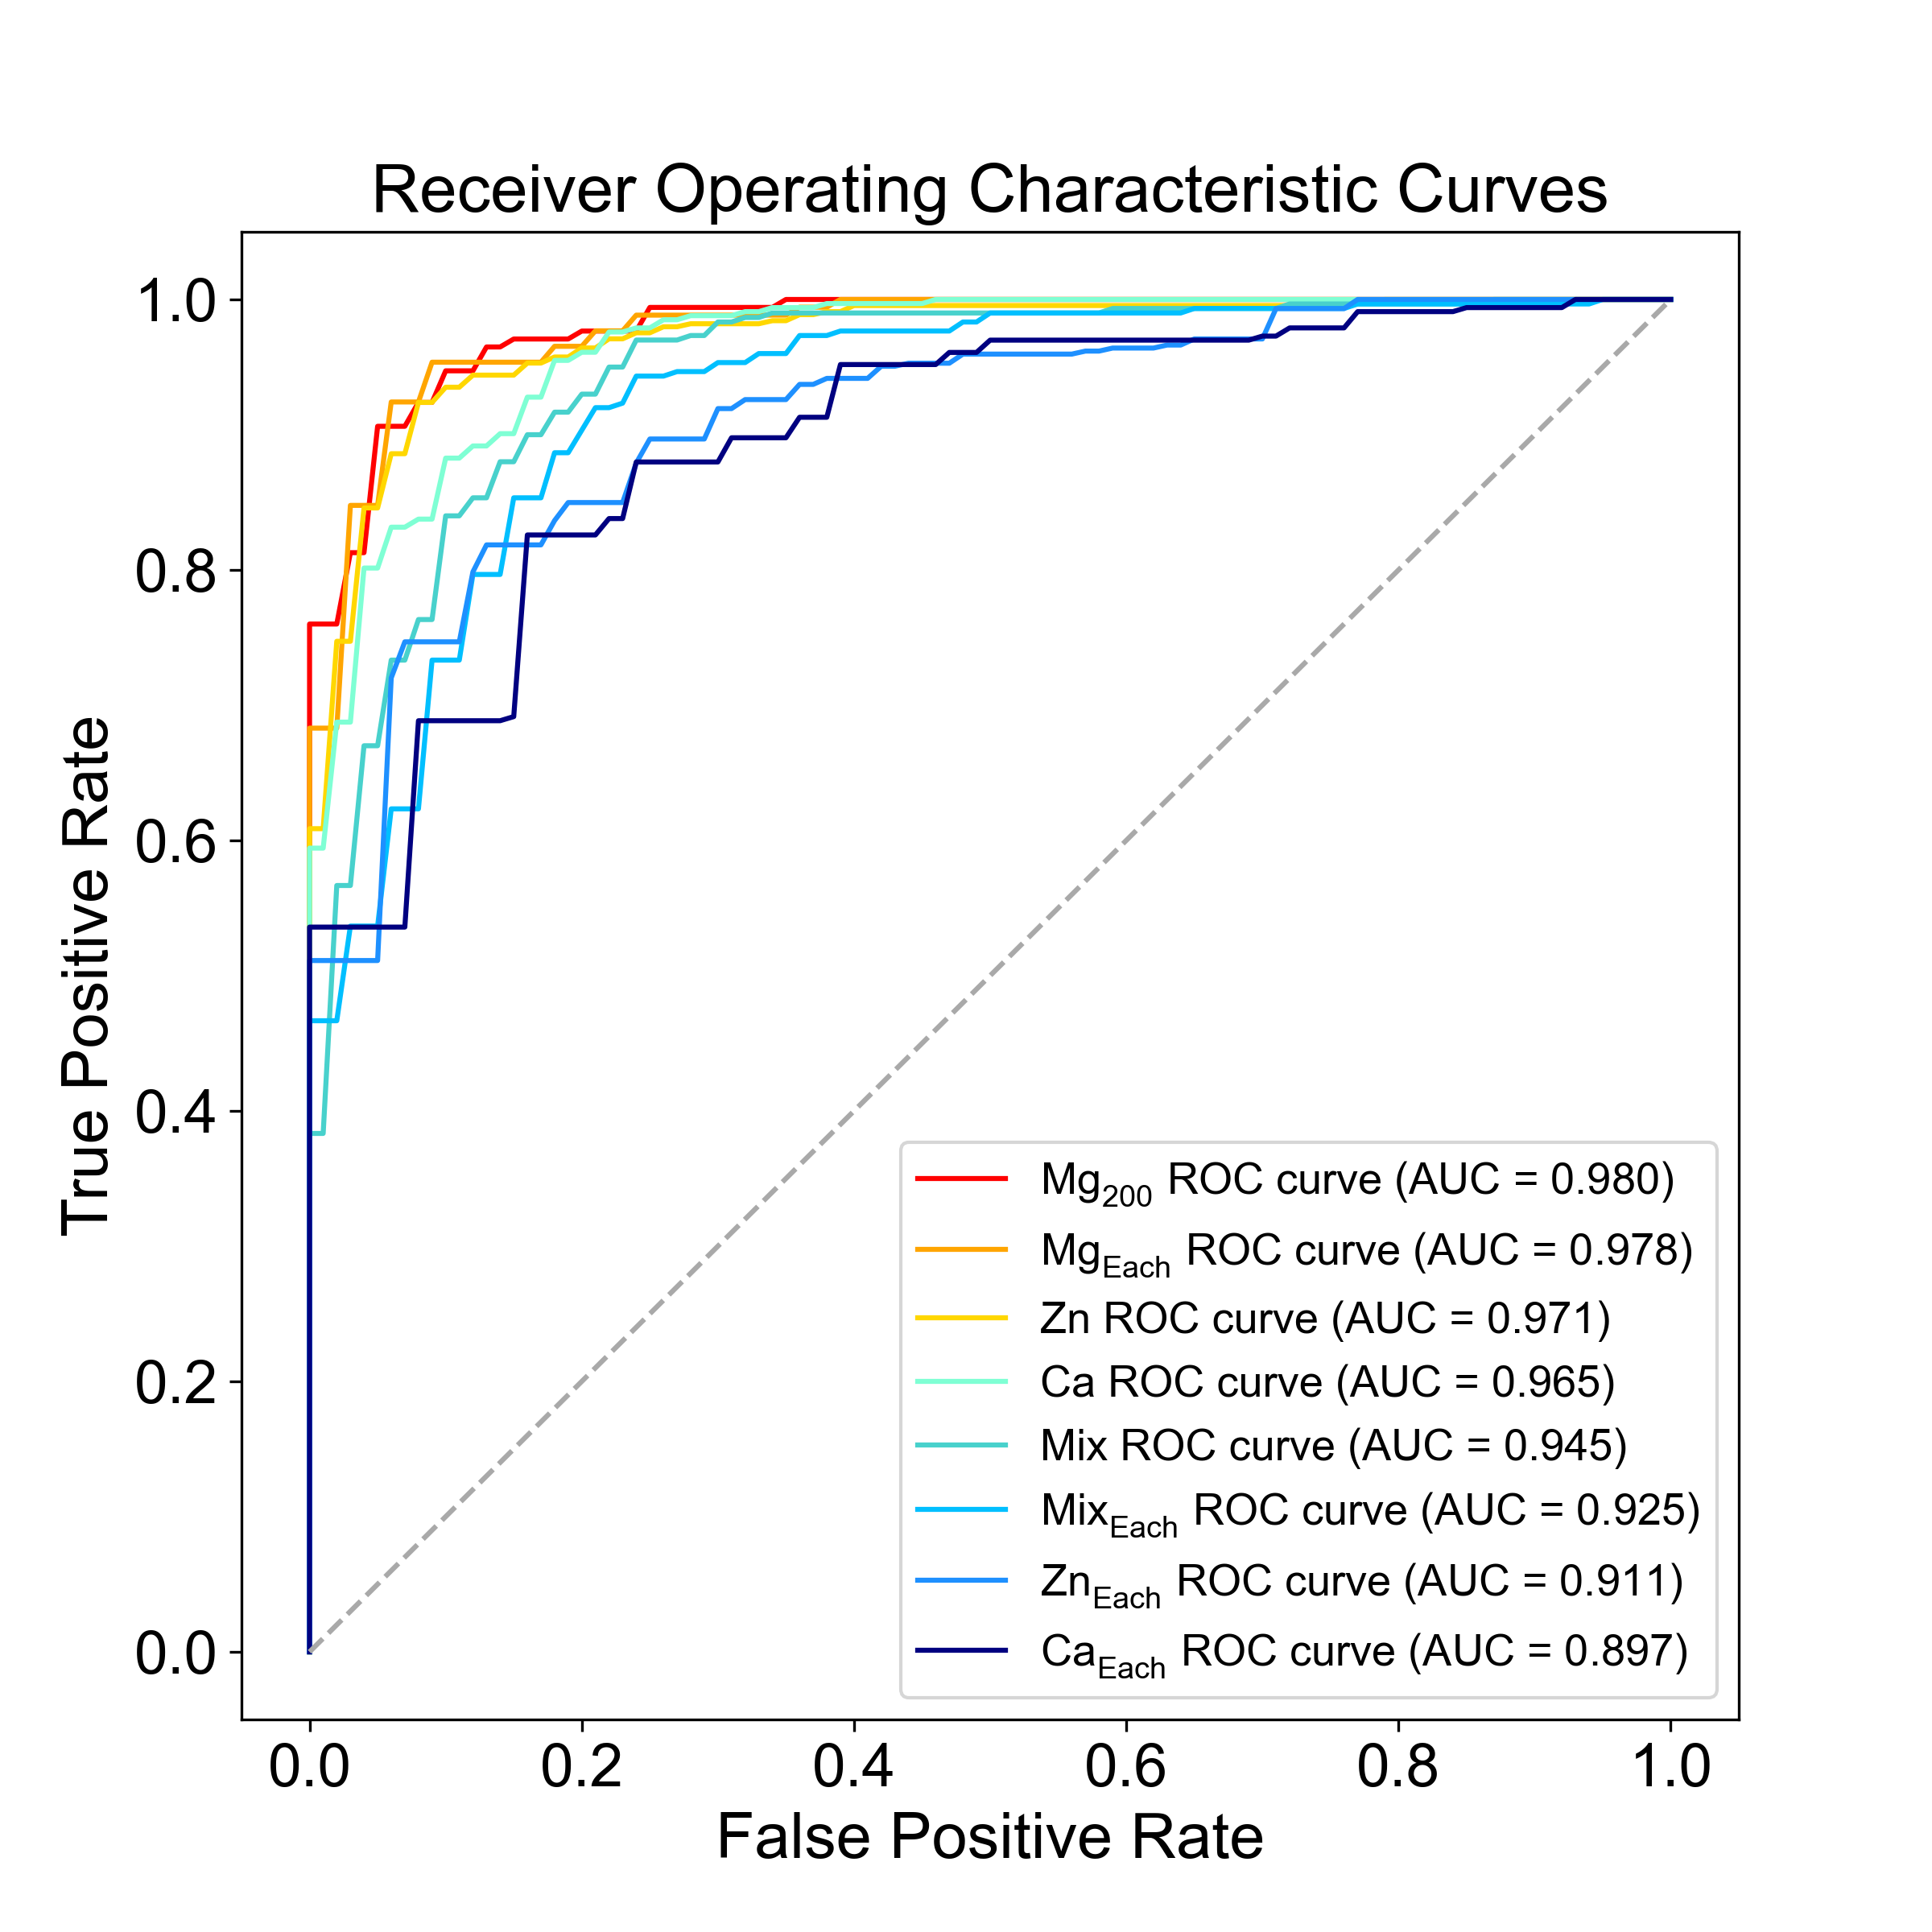 Receiver Operating Characteristic Curves
True Positive Rate
1.0
0.8
0.6
0.4
0.2
0.0
Mg200 ROC curve (AUC = 0.980)
MgEach ROC curve (AUC = 0.978)
Zn ROC curve (AUC = 0.971)
Ca ROC curve (AUC = 0.965)
Mix ROC curve (AUC = 0.945)
MixEach ROC curve (AUC = 0.925)
ZnEach ROC curve (AUC = 0.911)
CaEach ROC curve (AUC = 0.897)
0.0 0.2 0.4 0.6 0.8 1.0
False Positive Rate